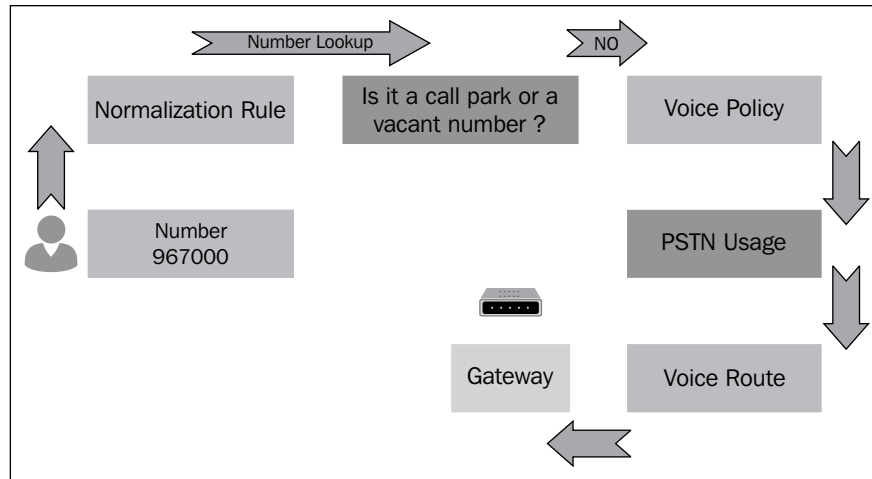 Number Lookup
NO
Normalization Rule
Is it a call park or a
vacant number ?
Voice Policy
Number
967000
PSTN Usage
Gateway
Voice Route